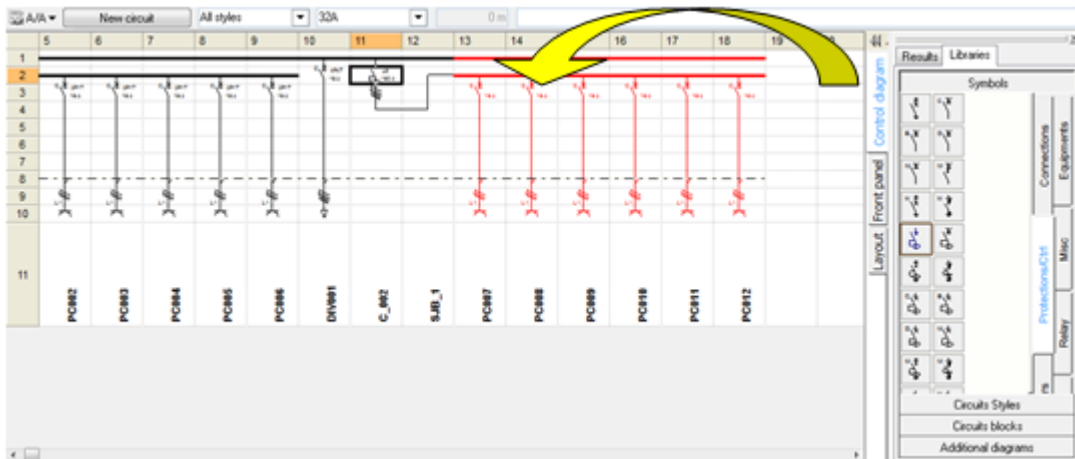 A/A New circuit All styles 32A 0 m
5 6 7 8 9 10 11 12 13 14 16 17 18 19
1
2
3
4
5
6
7
8
9
10
11
PC002 PC003 PC004 PC005 PC006 DIV001 C_002 SJB_1 PC007 PC008 PC009 PC010 PC011 PC012
Control diagram
Front panel
Layout
Results Libraries
Symbols
Connections
Equipments
Protections/Ctrl
Misc
Relay
Circuits Styles
Circuits blocks
Additional diagrams